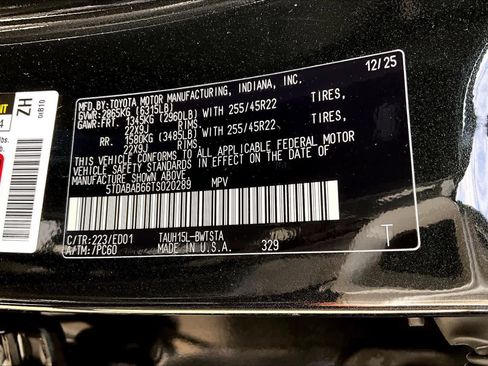 12/25
MFD.BY:TOYOTA MOTOR MANUFACTURING, INDIANA, INC.
GVWR:2865KG (6315LB)
GAWR:FRT. 1345KG (2960LB) WITH 255/45R22 TIRES,
22X9J RIMS
RR. 1580KG (3485LB) WITH 255/45R22 TIRES,
22X9J RIMS
THIS VEHICLE CONFORMS TO ALL APPLICABLE FEDERAL MOTOR
VEHICLE SAFETY STANDARDS IN EFFECT ON THE DATE OF
MANUFACTURE SHOWN ABOVE.
5TDABAB66TS020289 MPV
C/TR:223/ED01 TAUH15L-BWTSTA
A/TM:/PC60 MADE IN U.S.A. 329 T
ZH
4
lbs.